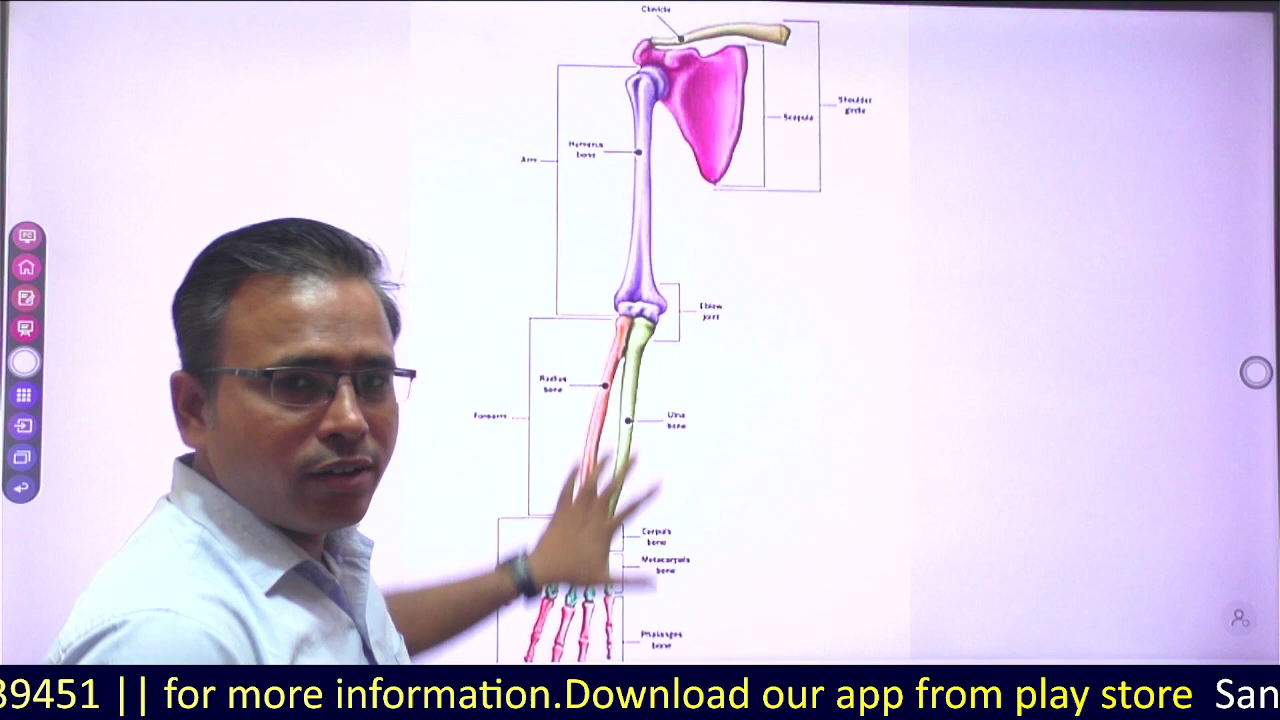 Clavicle
Shoulder
girdle
Scapula
Humerus
bone
Arm
Elbow
joint
Radius
bone
Forearm
Ulna
bone
Carpals
bone
Metacarpals
bone
Phalanges
bone
39451 || for more information.Download our app from play store San